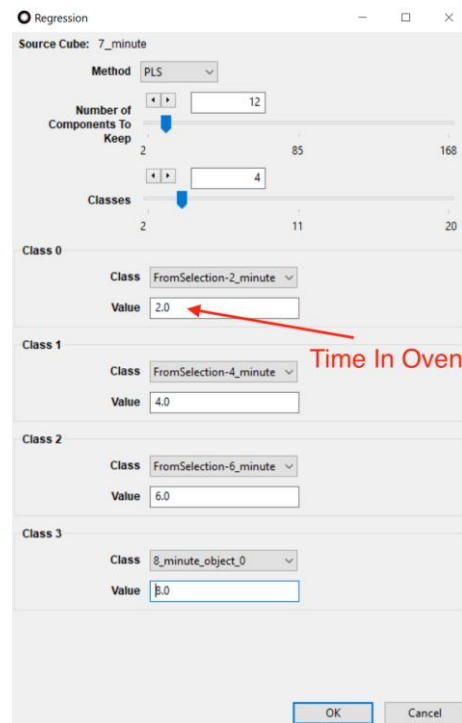 Regression
Source Cube: 7_minute
Method PLS
12
Number of
Components To
Keep
2 85 168
4
Classes
2 11 20
Class 0
Class FromSelection-2_minute
Value 2.0
Time In Oven
Class 1
Class FromSelection-4_minute
Value 4.0
Class 2
Class FromSelection-6_minute
Value 6.0
Class 3
Class 8_minute_object_0
Value 8.0
OK Cancel